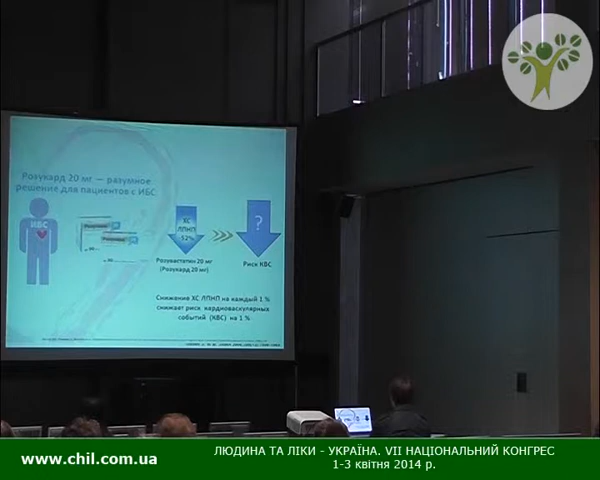 Розукард 20 мг — разумное
решение для пациентов с ИБС
ИБС
ХС
ЛПНП
52%
?
Розувастатин 20 мг
(Розукард 20 мг)
Риск КВС
Снижение ХС ЛПНП на каждый 1 %
снижает риск кардиоваскулярных
событий (КВС) на 1 %
www.chil.com.ua
ЛЮДИНА ТА ЛІКИ - УКРАЇНА. VII НАЦІОНАЛЬНИЙ КОНГРЕС
1-3 квітня 2014 р.